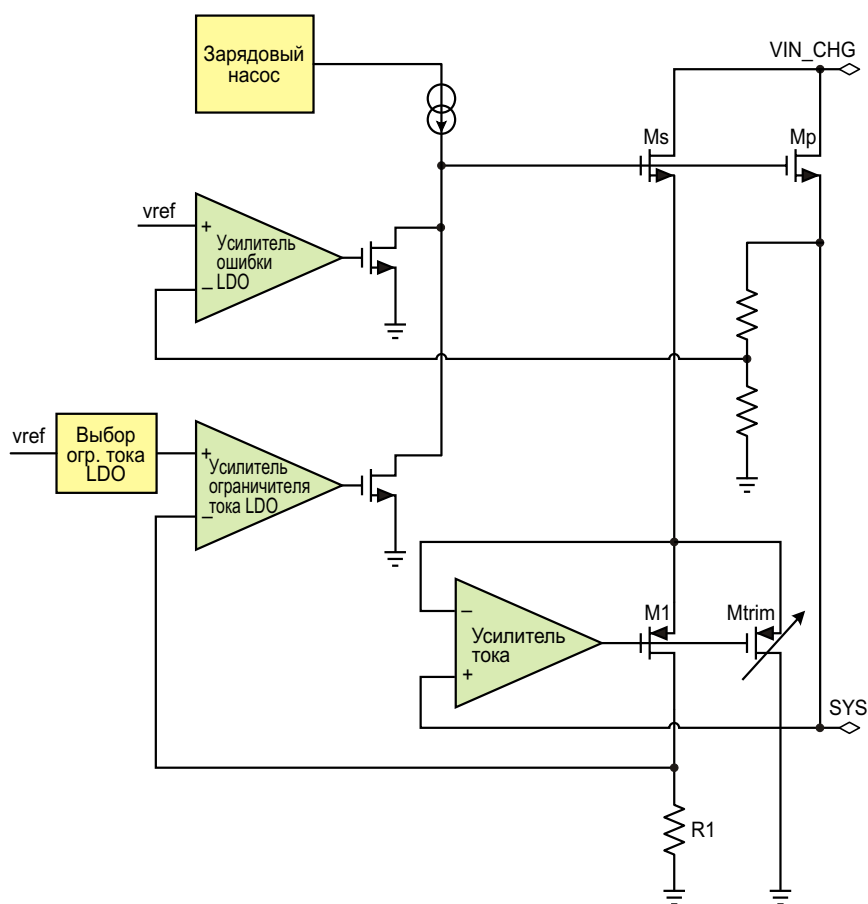 Зарядовый
насос
VIN_CHG
Ms
Mp
vref
+
Усилитель
ошибки
LDO
–
vref
Выбор
огр. тока
LDO
+
Усилитель
ограничителя
тока LDO
–
–
Усилитель
тока
+
M1
Mtrim
SYS
R1